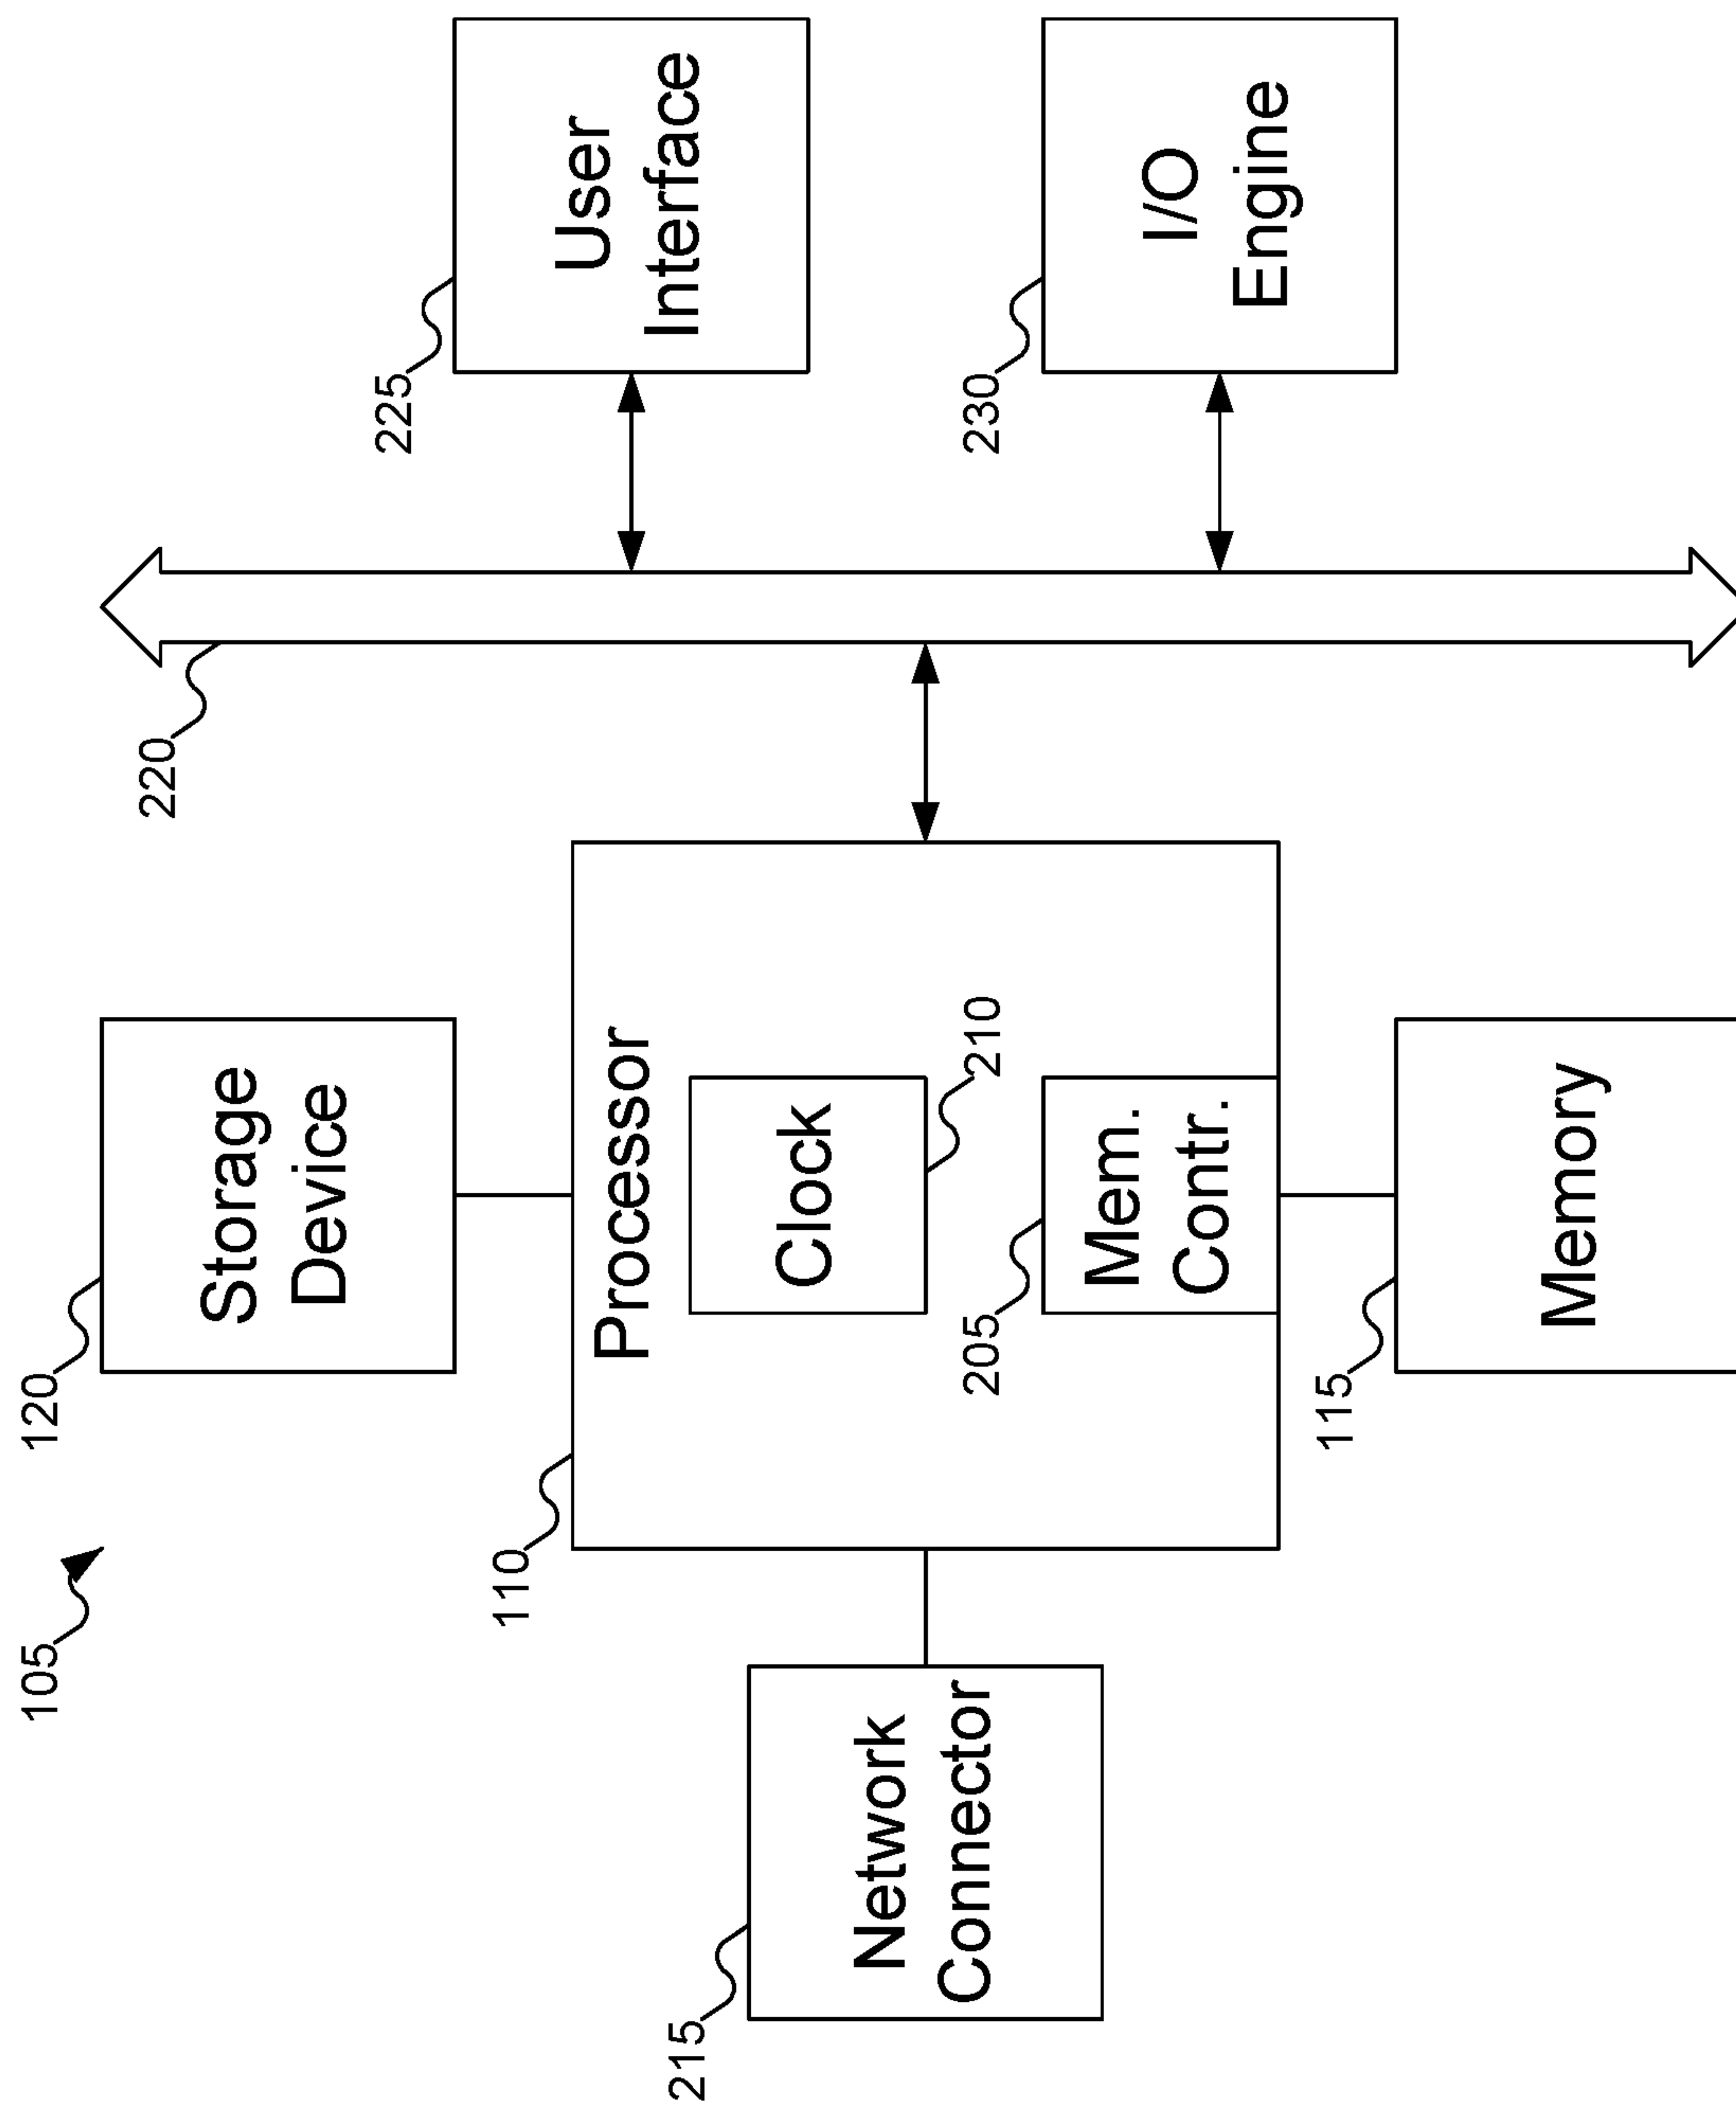 105
120
Storage
Device
220
225
User
Interface
110
Processor
Clock
210
215
Network
Connector
205
Mem.
Contr.
230
I/O
Engine
115
Memory